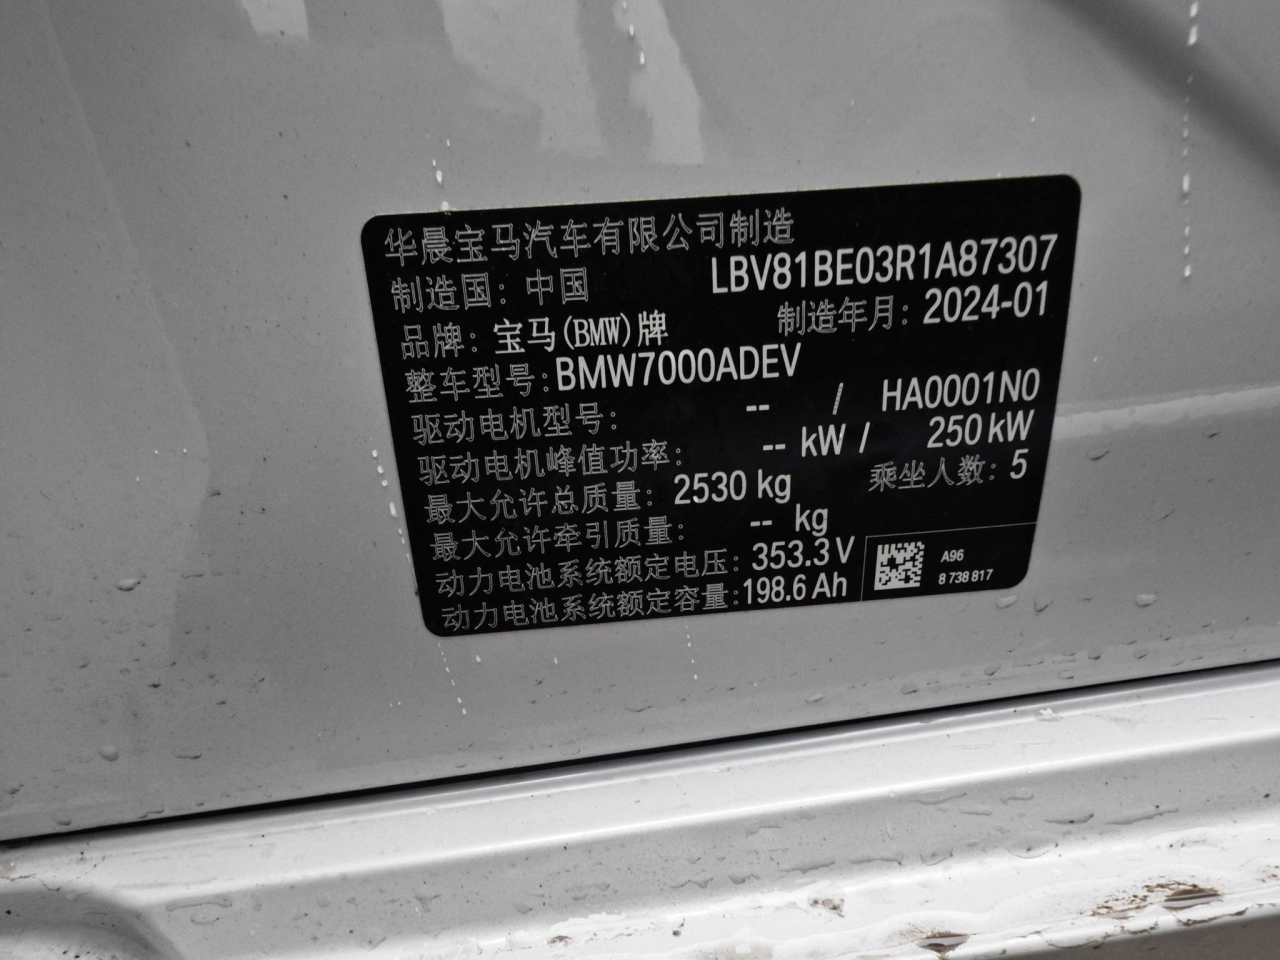 华晨宝马汽车有限公司制造
制造国：中国 LBV81BE03R1A87307
品牌：宝马(BMW)牌 制造年月：2024-01
整车型号：BMW7000ADEV
驱动电机型号： -- / HA0001N0
驱动电机峰值功率： -- kW / 250 kW
最大允许总质量： 2530 kg 乘坐人数：5
最大允许牵引质量： -- kg
动力电池系统额定电压：353.3V
动力电池系统额定容量：198.6 Ah
A96
8 738 817